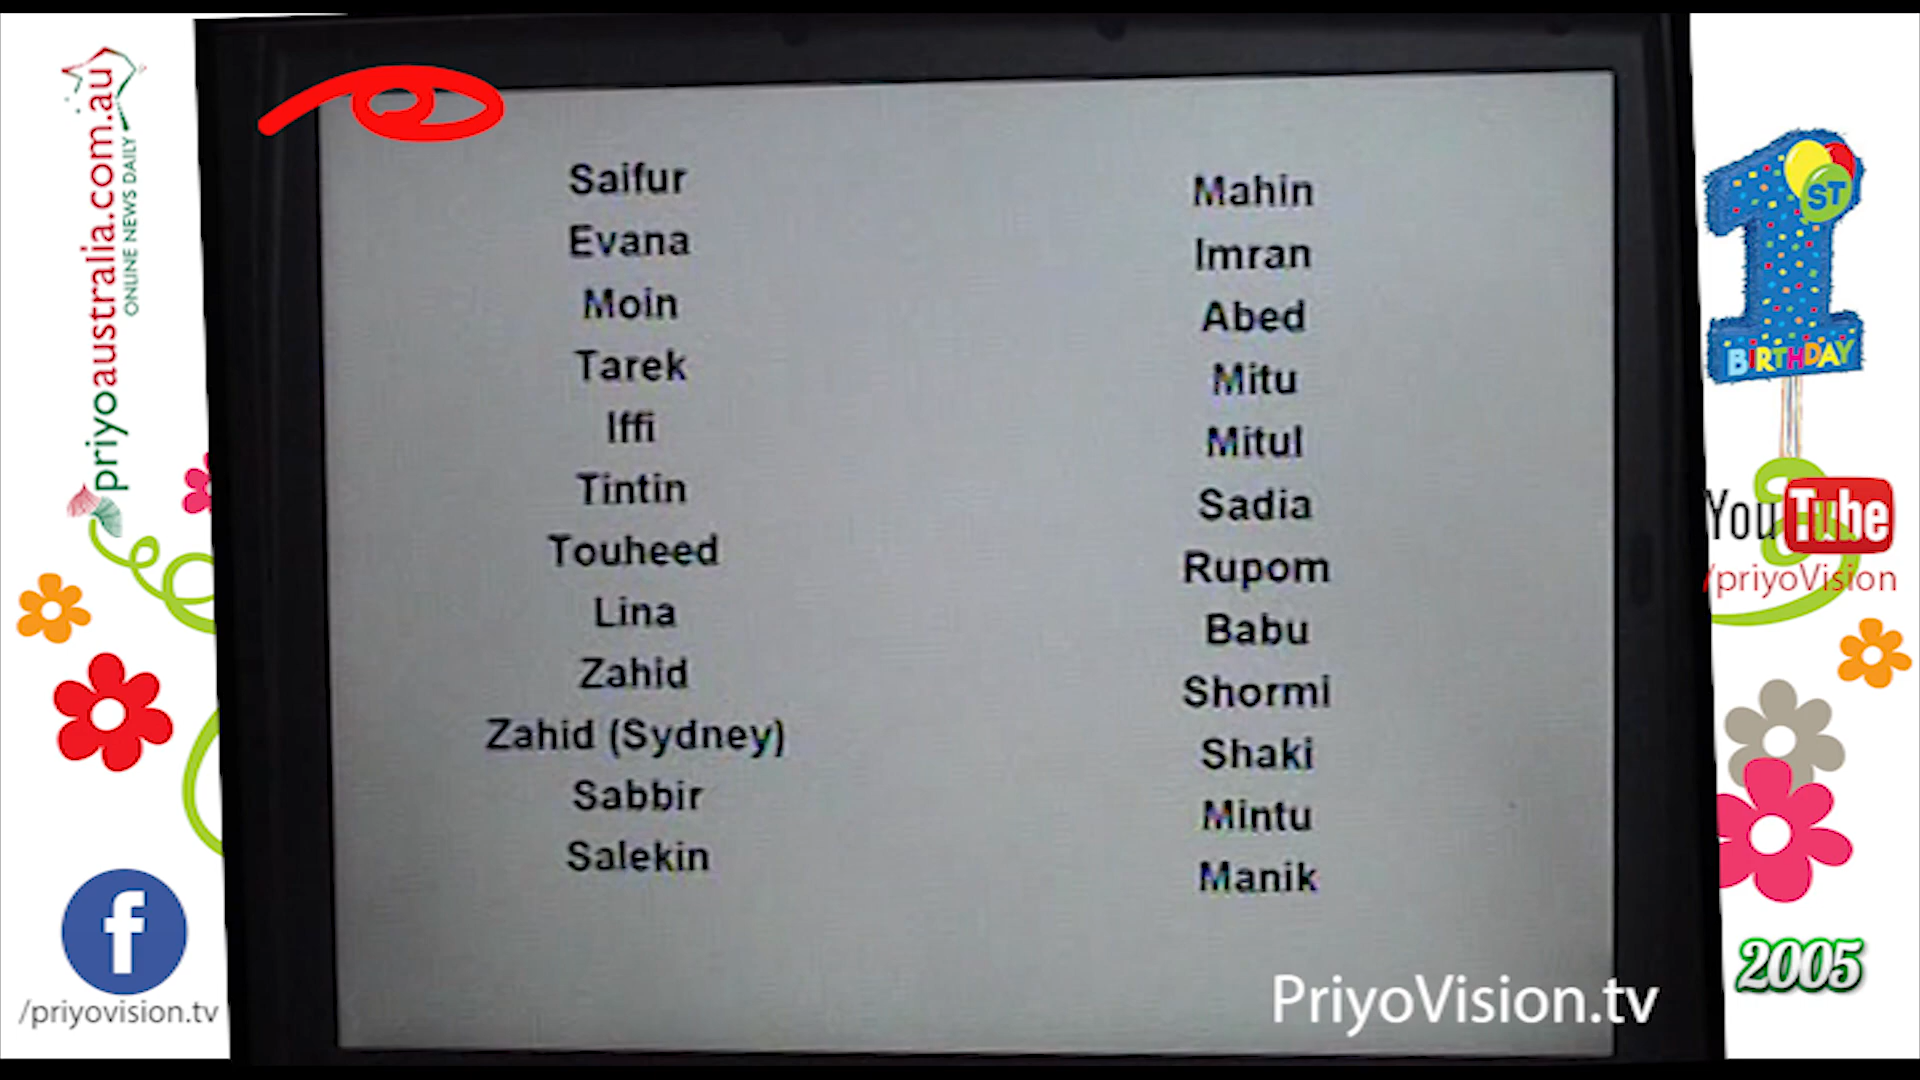 priyoaustralia.com.au
ONLINE NEWS DAILY
Saifur
Evana
Moin
Tarek
Iffi
Tintin
Touheed
Lina
Zahid
Zahid (Sydney)
Sabbir
Salekin
Mahin
Imran
Abed
Mitu
Mitul
Sadia
Rupom
Babu
Shormi
Shaki
Mintu
Manik
1ST
BIRTHDAY
YouTube
/priyoVision
f
/priyovision.tv
PriyoVision.tv
2005